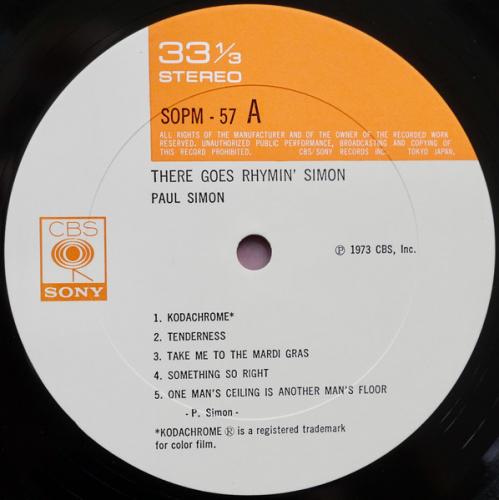 33 1/3
STEREO
SOPM - 57 A
ALL RIGHTS OF THE MANUFACTURER AND OF THE OWNER OF THE RECORDED WORK
RESERVED. UNAUTHORIZED PUBLIC PERFORMANCE, BROADCASTING AND COPYING OF
THIS RECORD PROHIBITED. CBS/SONY RECORDS INC. TOKYO JAPAN.
THERE GOES RHYMIN' SIMON
PAUL SIMON
CBS
SONY
℗ 1973 CBS, Inc.
1. KODACHROME*
2. TENDERNESS
3. TAKE ME TO THE MARDI GRAS
4. SOMETHING SO RIGHT
5. ONE MAN'S CEILING IS ANOTHER MAN'S FLOOR
- P. Simon -
*KODACHROME ® is a registered trademark
for color film.